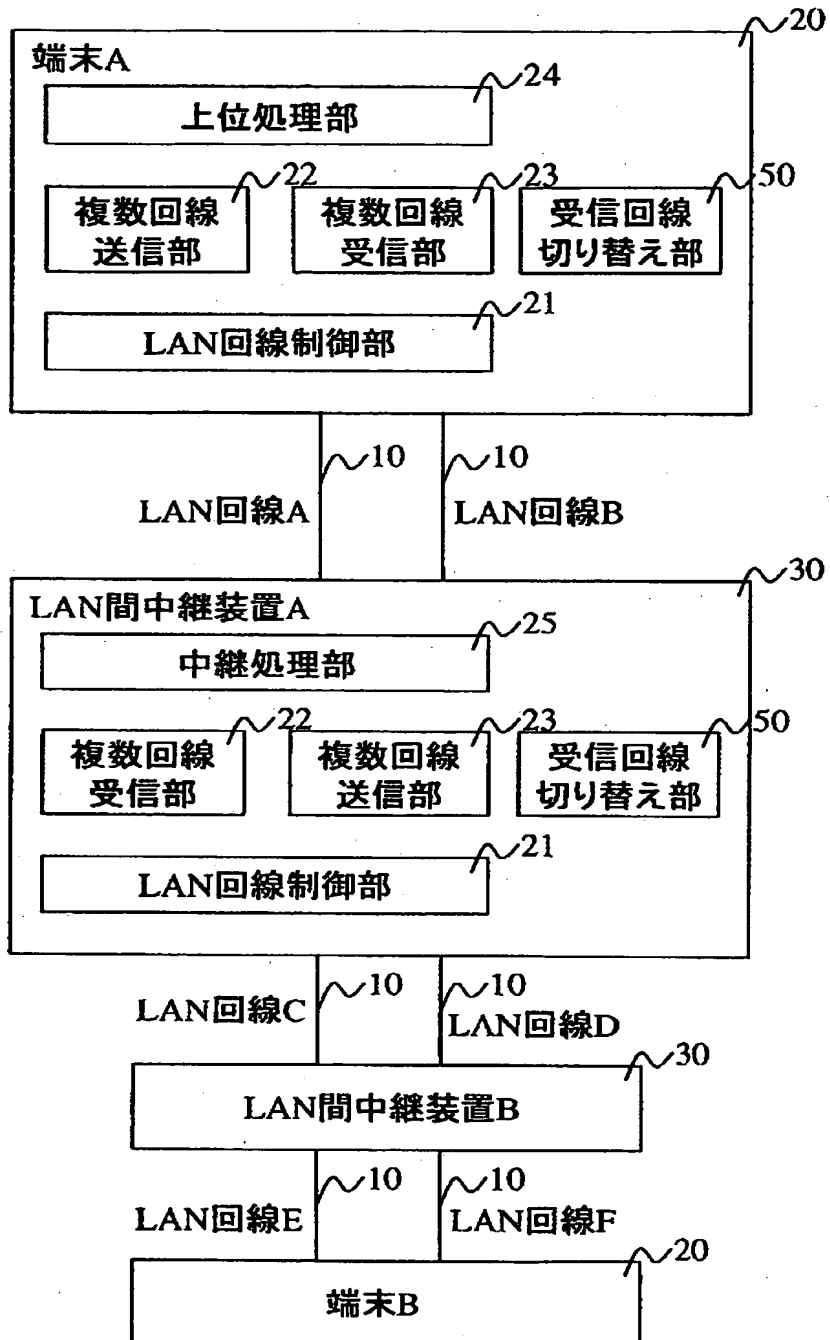 20
端末A
24
上位処理部
22
23
50
複数回線
送信部
複数回線
受信部
受信回線
切り替え部
21
LAN回線制御部
10
10
LAN回線A
LAN回線B
30
LAN間中継装置A
25
中継処理部
22
23
50
複数回線
受信部
複数回線
送信部
受信回線
切り替え部
21
LAN回線制御部
10
10
LAN回線C
LAN回線D
30
LAN間中継装置B
10
10
LAN回線E
LAN回線F
20
端末B